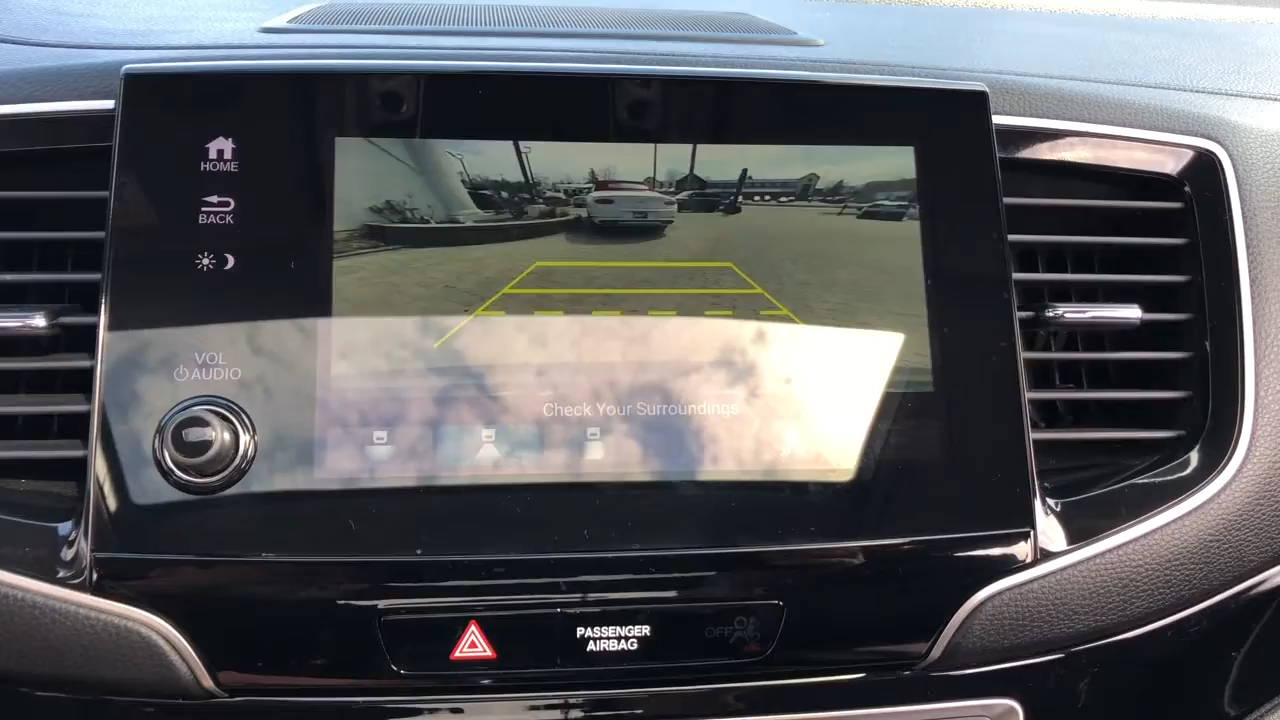 HOME
BACK
VOL
AUDIO
Check Your Surroundings
PASSENGER
AIRBAG
OFF